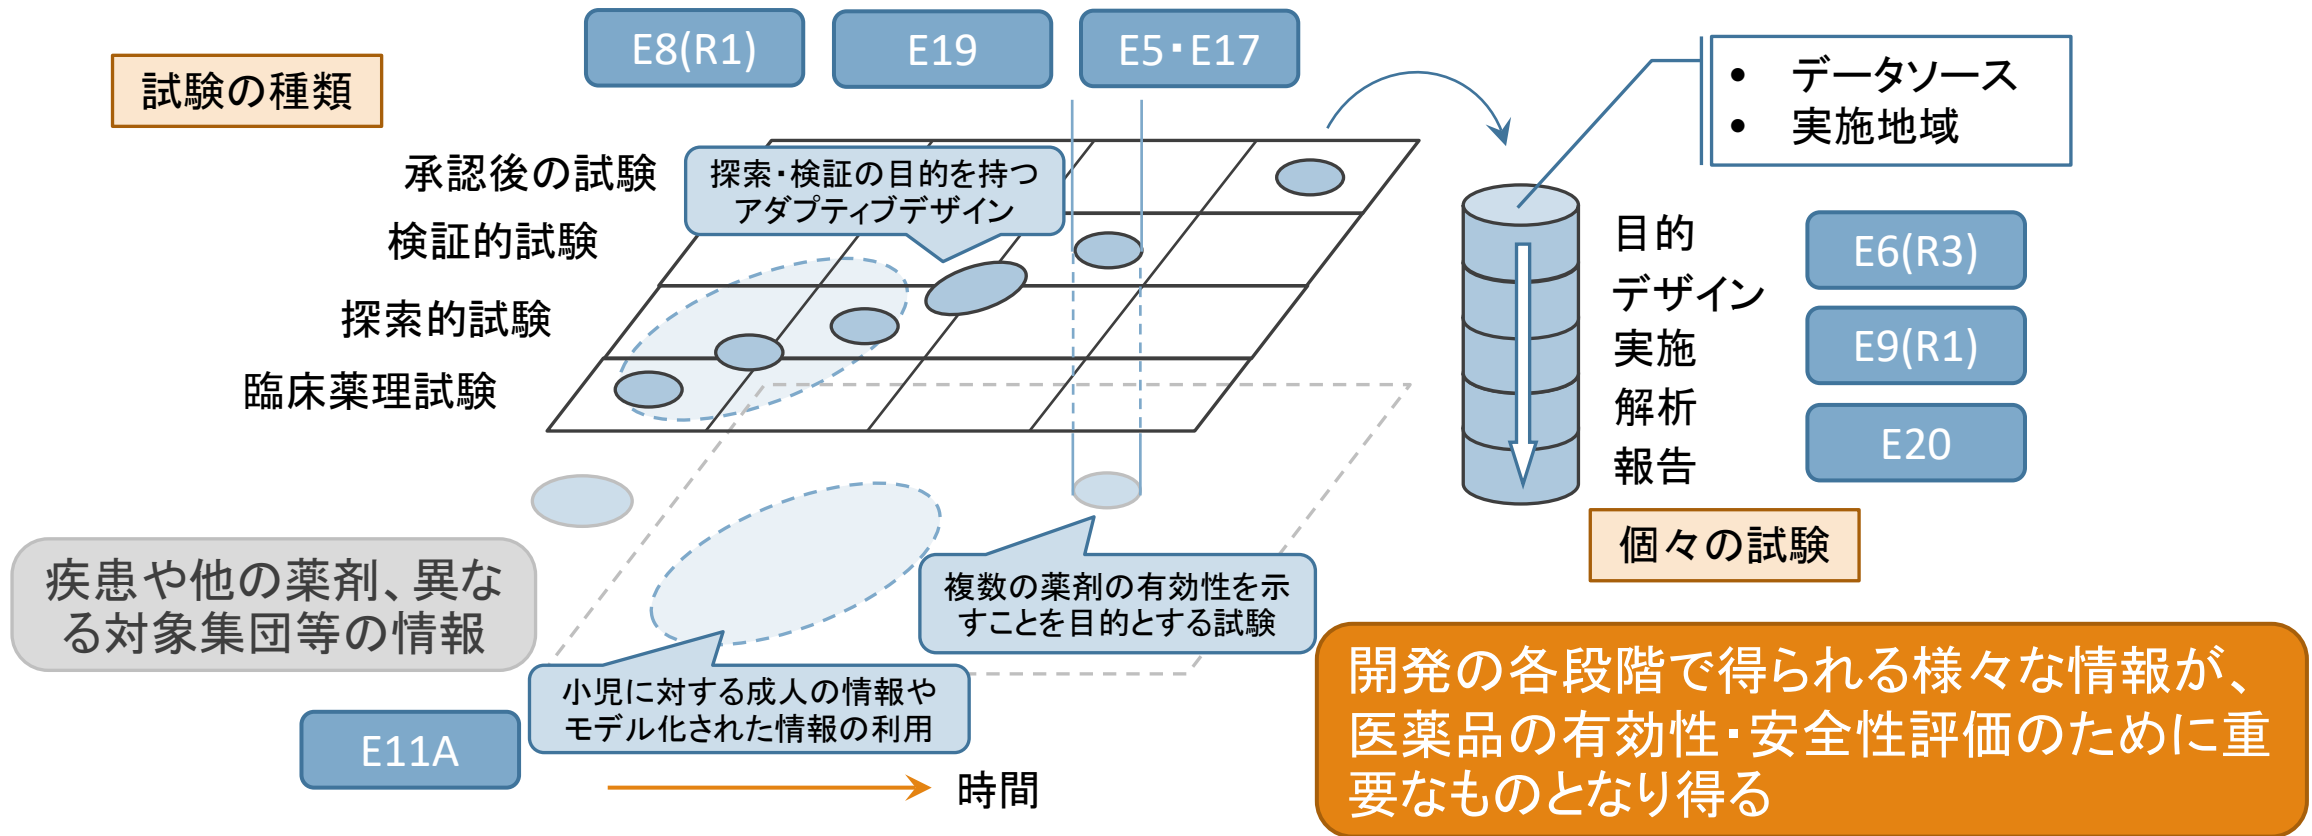 E8(R1)
E19
E5・E17
試験の種類
• データソース
• 実施地域
承認後の試験
検証的試験
探索的試験
臨床薬理試験
探索・検証の目的を持つ
アダプティブデザイン
目的
デザイン
実施
解析
報告
E6(R3)
E9(R1)
E20
個々の試験
疾患や他の薬剤、異な
る対象集団等の情報
複数の薬剤の有効性を示
すことを目的とする試験
小児に対する成人の情報や
モデル化された情報の利用
E11A
時間
開発の各段階で得られる様々な情報が、
医薬品の有効性・安全性評価のために重
要なものとなり得る